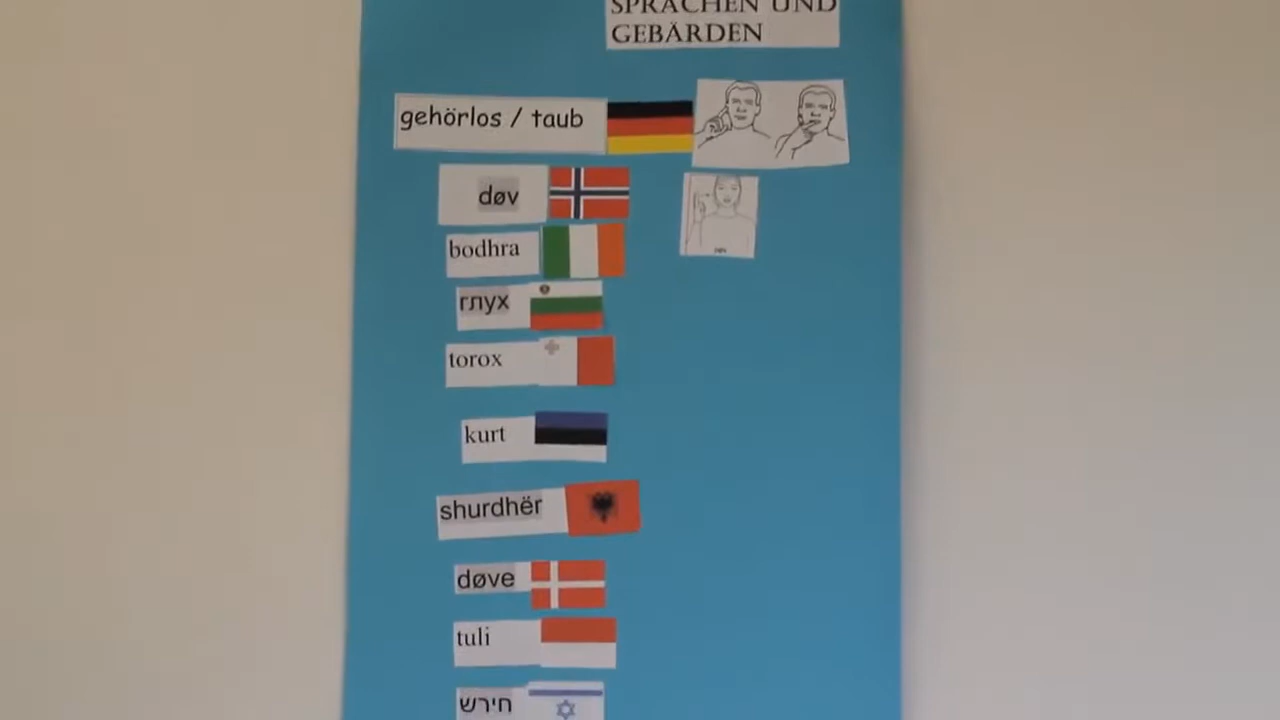 SPRACHEN UND
GEBÄRDEN
gehörlos / taub
døv
bodhra
глух
torox
kurt
shurdhër
døve
tuli
חירש